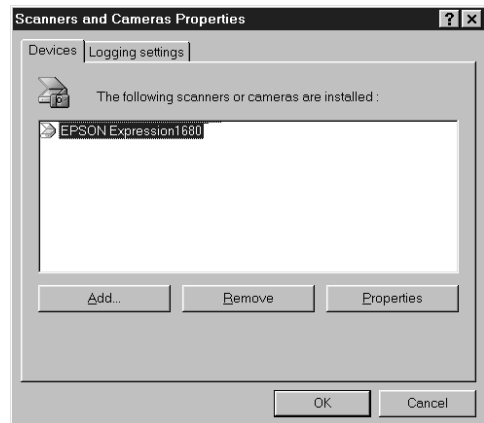 Scanners and Cameras Properties
Devices
Logging settings
The following scanners or cameras are installed :
EPSON Expression1680
Add...
Remove
Properties
OK
Cancel